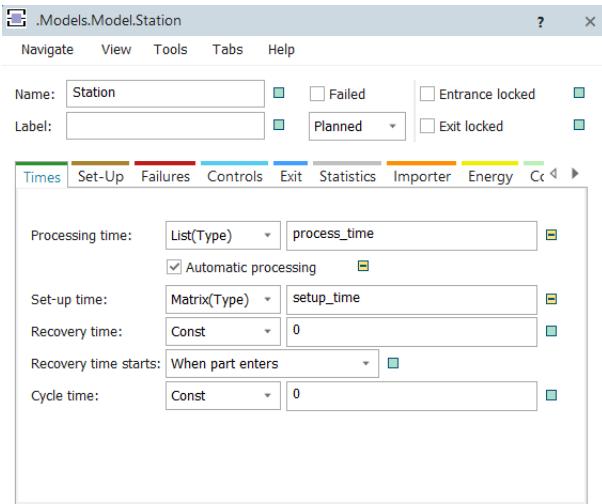 .Models.Model.Station ? ×
Navigate View Tools Tabs Help
Name: Station Failed Entrance locked
Label: Planned Exit locked
Times Set-Up Failures Controls Exit Statistics Importer Energy
Processing time: List(Type) process_time
Automatic processing
Set-up time: Matrix(Type) setup_time
Recovery time: Const 0
Recovery time starts: When part enters
Cycle time: Const 0